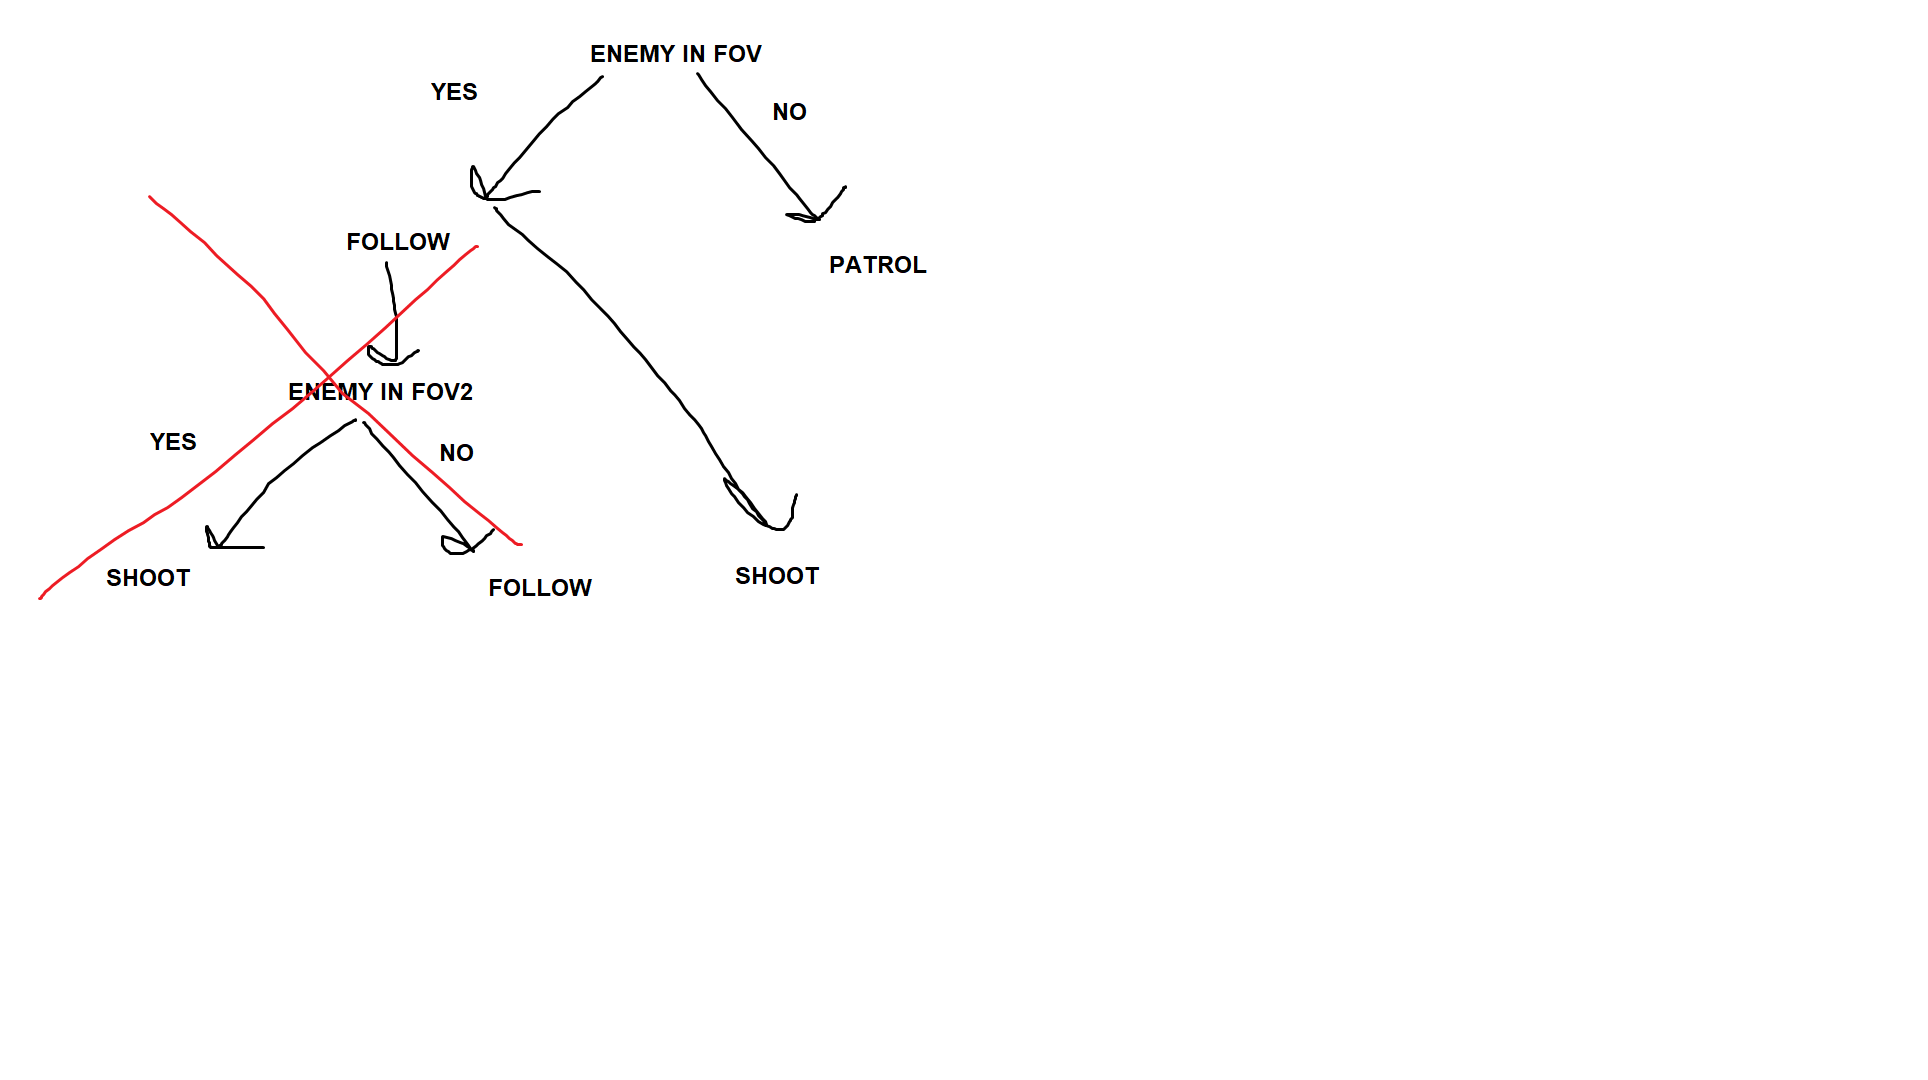 ENEMY IN FOV
YES
NO
FOLLOW
PATROL
ENEMY IN FOV2
YES
NO
SHOOT
FOLLOW
SHOOT